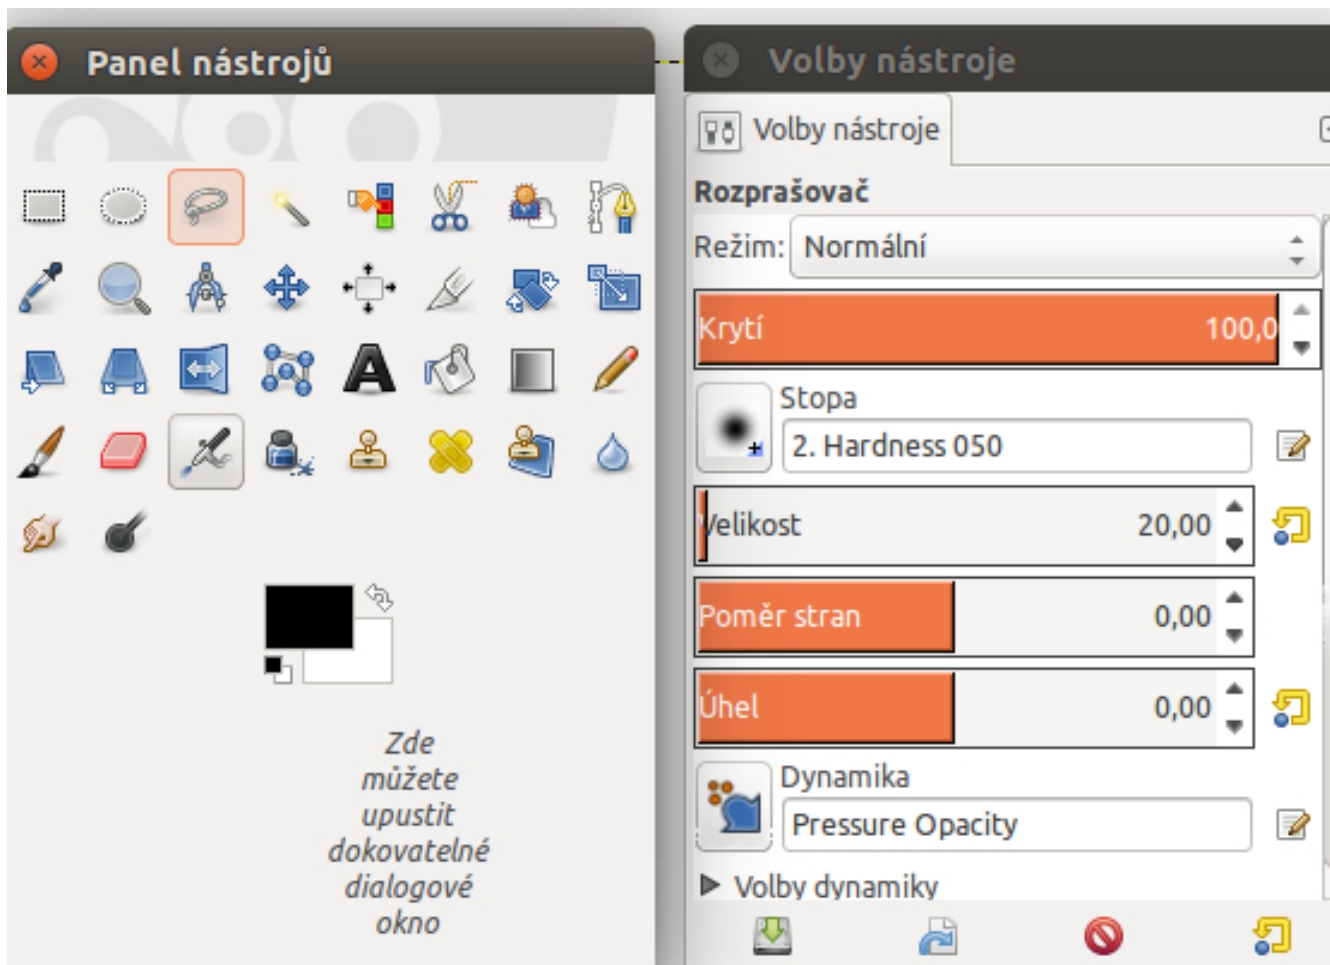 Panel nástrojů
Zde
můžete
upustit
dokovatelné
dialogové
okno
Volby nástroje
Volby nástroje
Rozprašovač
Režim: Normální
Krytí 100,0
Stopa
2. Hardness 050
Velikost 20,00
Poměr stran 0,00
Úhel 0,00
Dynamika
Pressure Opacity
Volby dynamiky